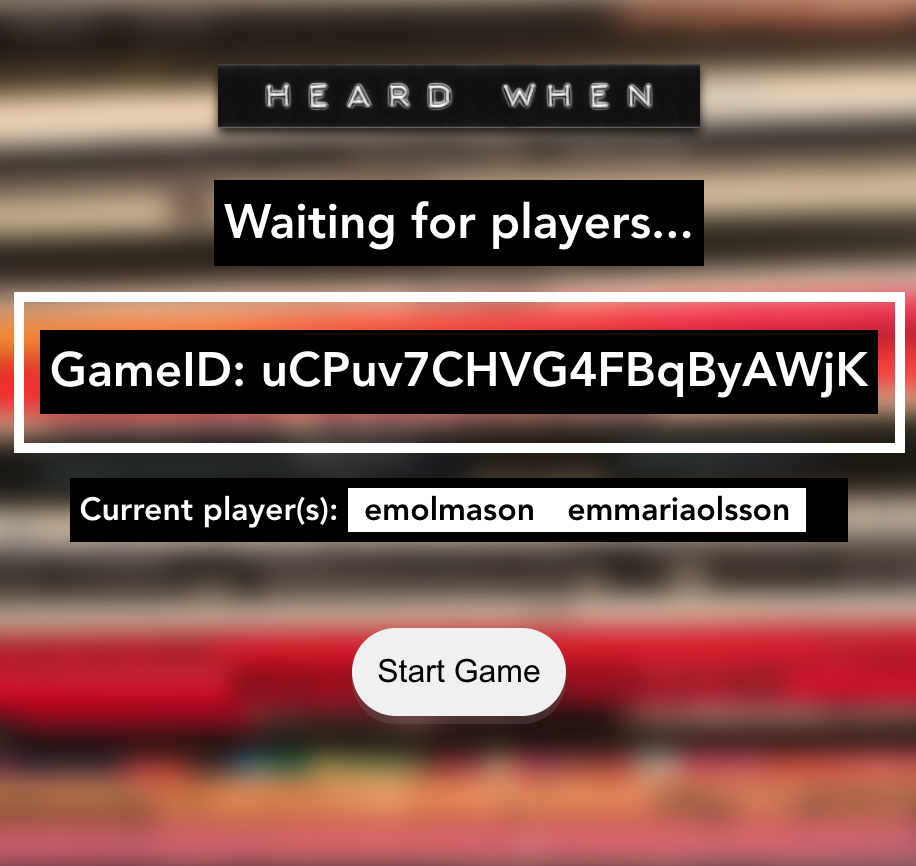 HEARD WHEN
Waiting for players...
GameID: uCPuv7CHVG4FBqByAWjK
Current player(s): emolmason emmariaolsson
Start Game